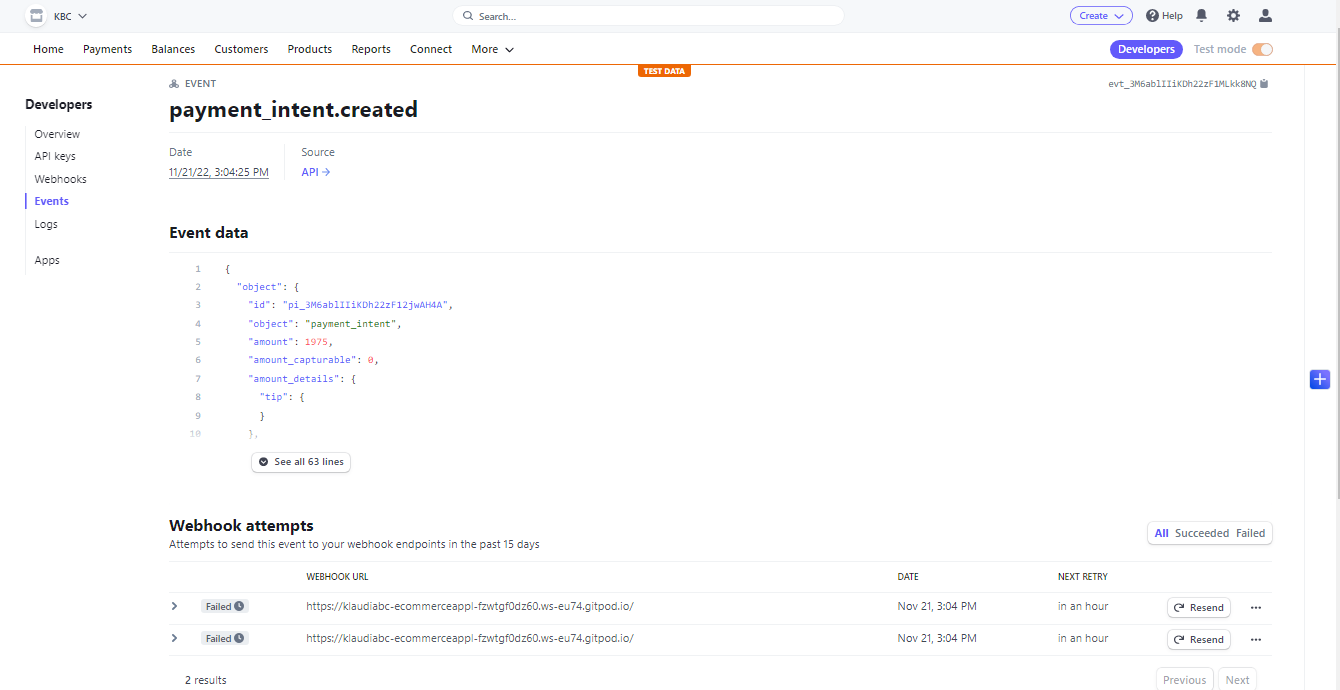 KBC
Search...
Create
Help
Home Payments Balances Customers Products Reports Connect More
Developers Test mode
TEST DATA
Developers
Overview
API keys
Webhooks
Events
Logs
Apps
EVENT
evt_3M6ablIIiKDh22zF1MLkk8NQ
payment_intent.created
Date Source
11/21/22, 3:04:25 PM API
Event data
1 {
2 "object": {
3 "id": "pi_3M6ablIIiKDh22zF12jwAH4A",
4 "object": "payment_intent",
5 "amount": 1975,
6 "amount_capturable": 0,
7 "amount_details": {
8 "tip": {
9 }
10 },
See all 63 lines
Webhook attempts
Attempts to send this event to your webhook endpoints in the past 15 days
All Succeeded Failed
WEBHOOK URL DATE NEXT RETRY
Failed https://klaudiabc-ecommerceappl-fzwtgf0dz60.ws-eu74.gitpod.io/ Nov 21, 3:04 PM in an hour Resend
Failed https://klaudiabc-ecommerceappl-fzwtgf0dz60.ws-eu74.gitpod.io/ Nov 21, 3:04 PM in an hour Resend
2 results
Previous Next